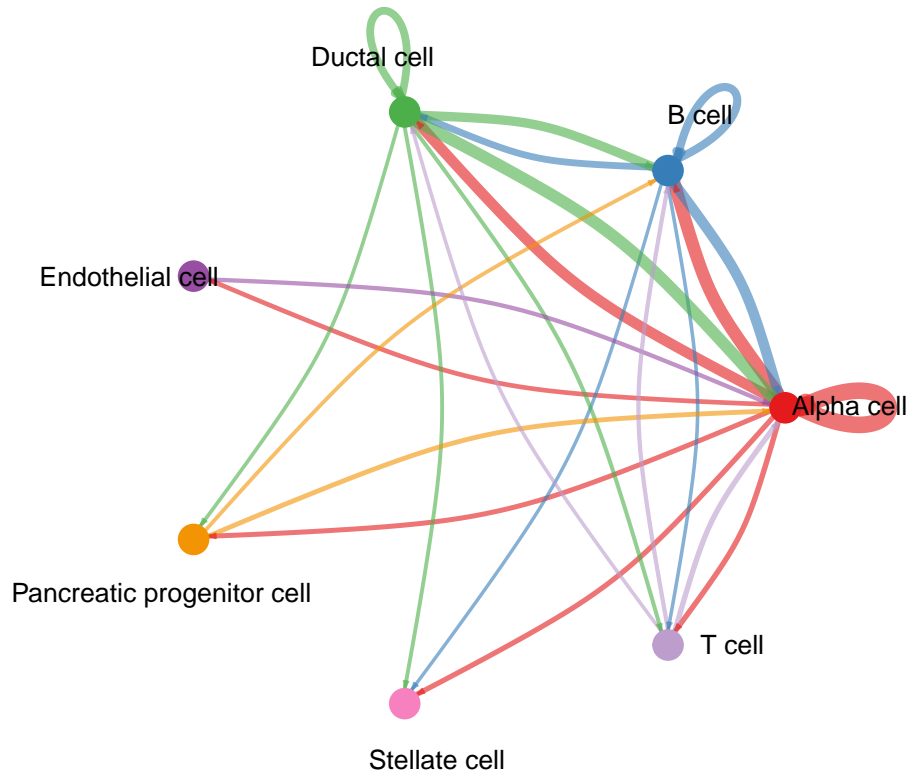 Ductal cell
B cell
Endothelial cell
Alpha cell
Pancreatic progenitor cell
T cell
Stellate cell